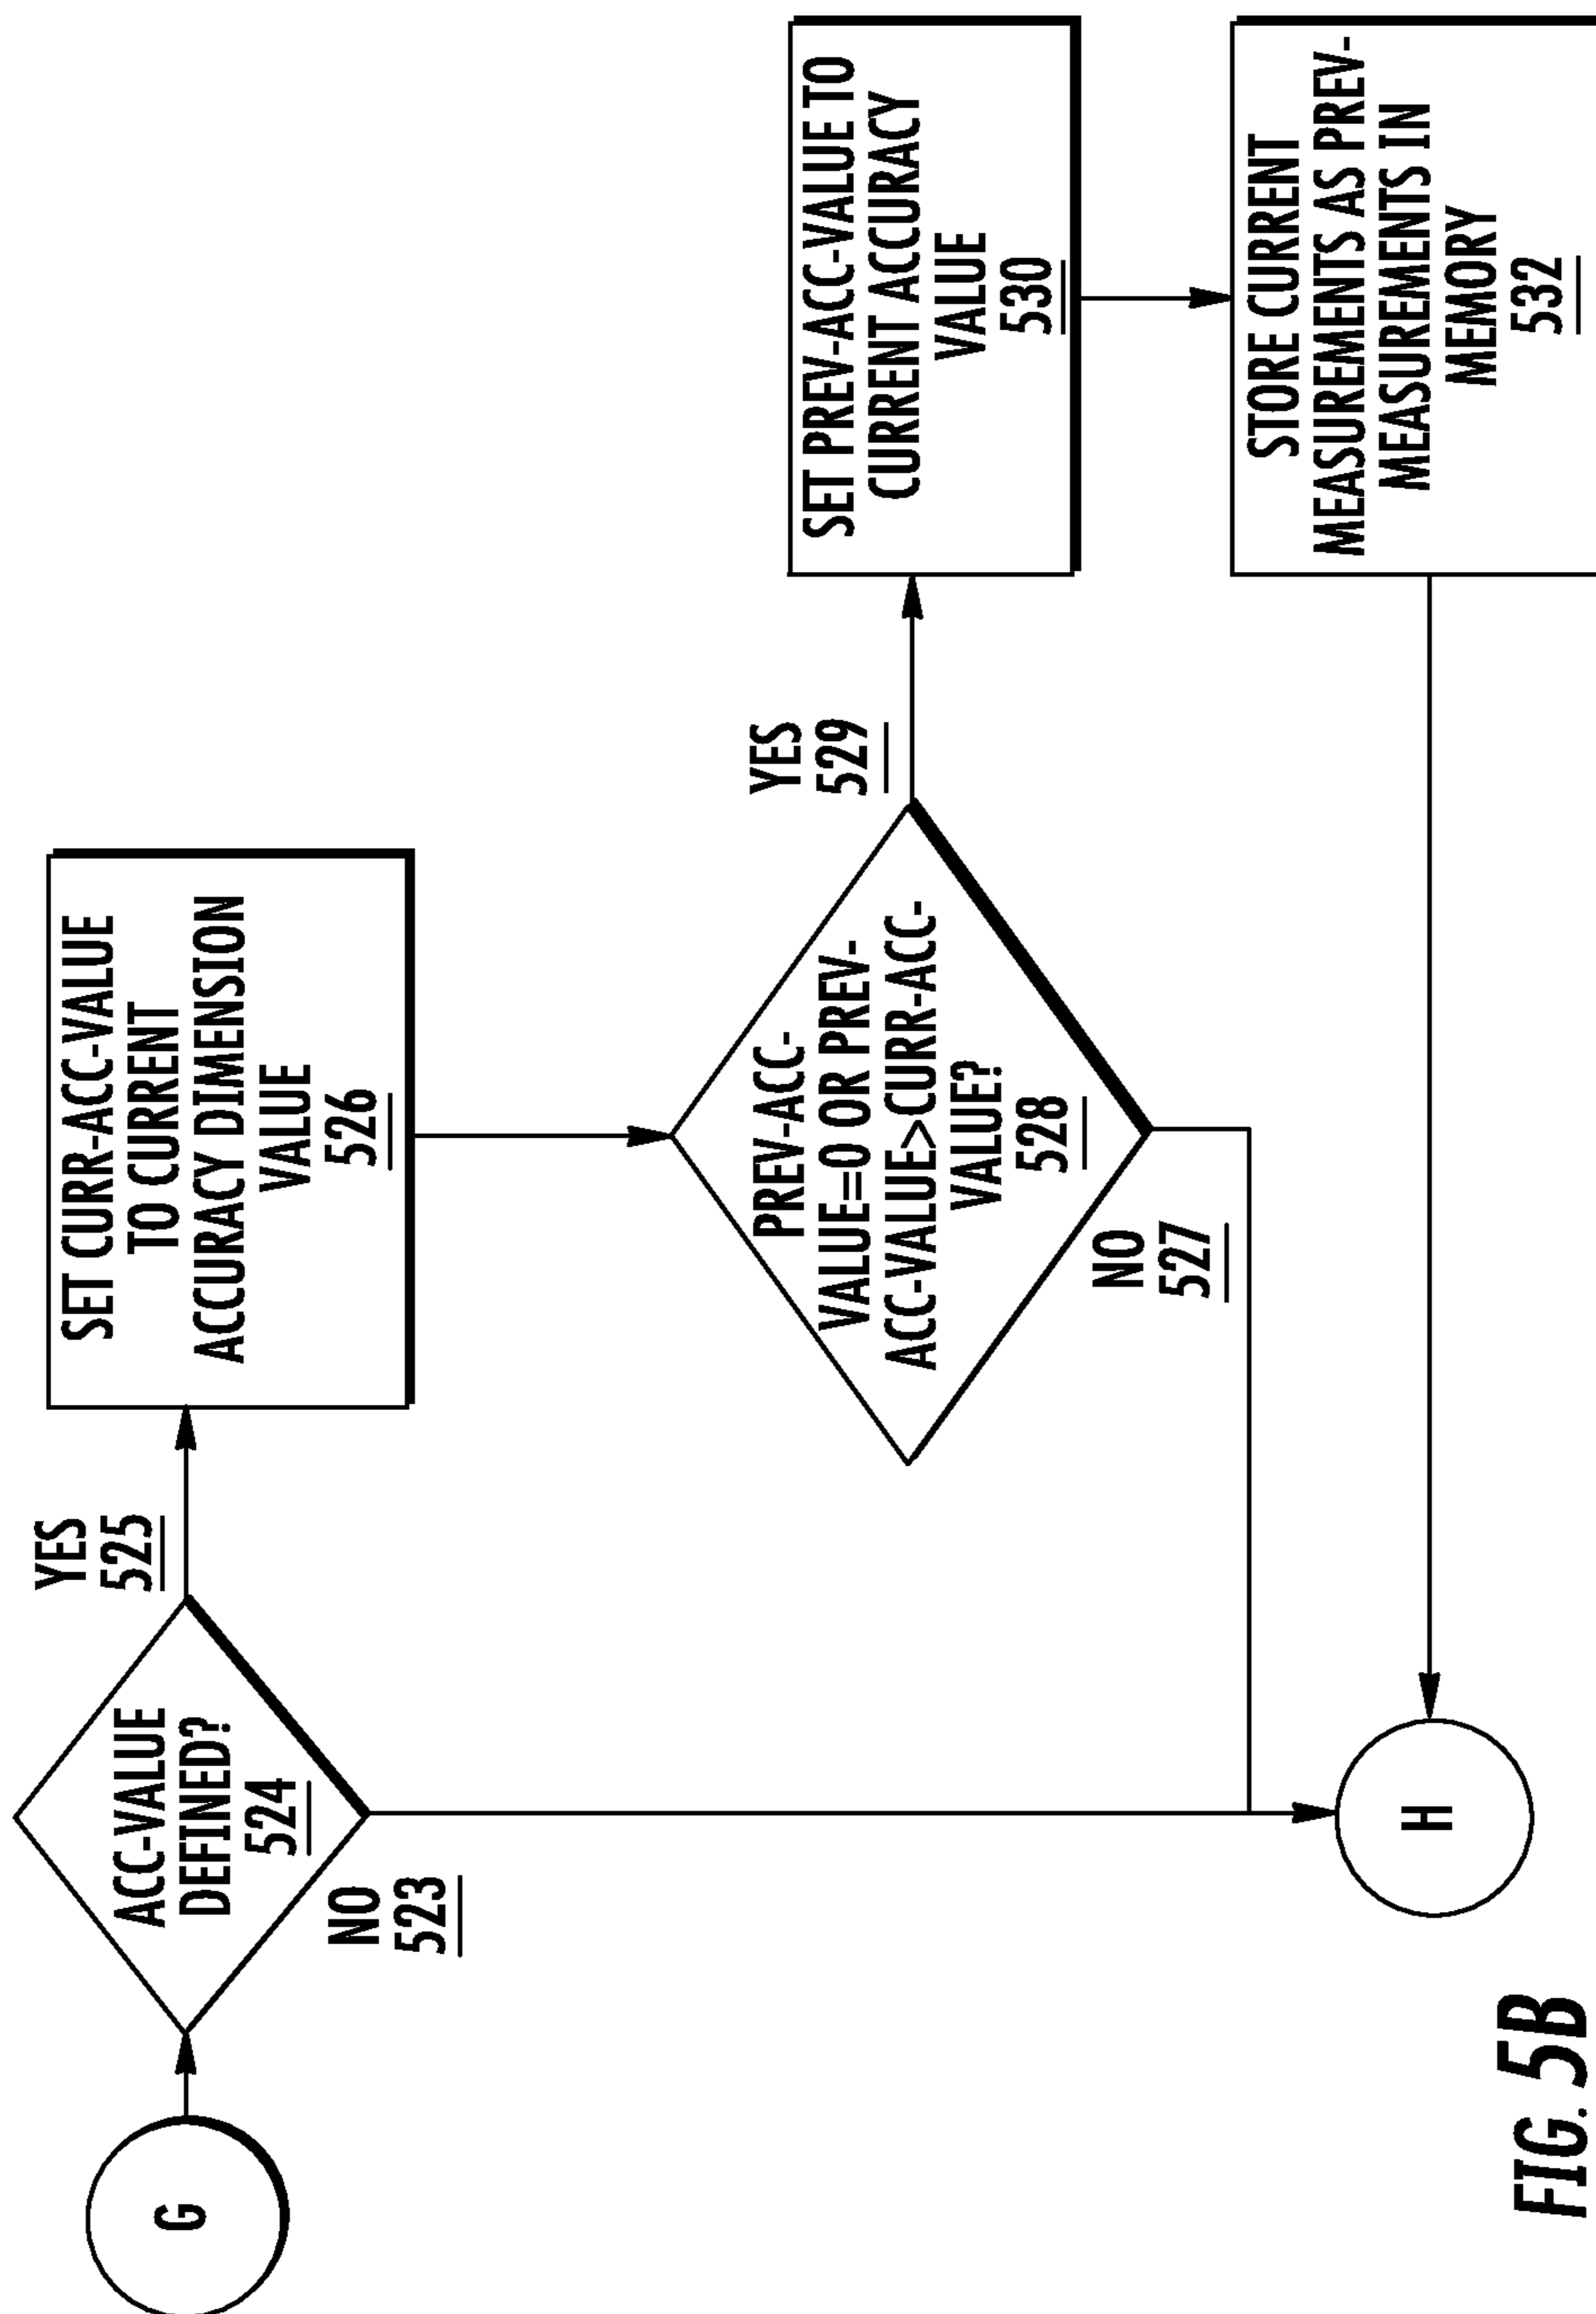 G
ACC-VALUE
DEFINED?
524
YES
525
NO
523
SET CURR-ACC-VALUE
TO CURRENT
ACCURACY DIMENSION
VALUE
526
PREV-ACC-
VALUE=0 OR PREV-
ACC-VALUE>CURR-ACC-
VALUE?
528
YES
529
NO
527
SET PREV-ACC-VALUE TO
CURRENT ACCURACY
VALUE
530
STORE CURRENT
MEASUREMENTS AS PREV-
MEASUREMENTS IN
MEMORY
532
H
FIG. 5B